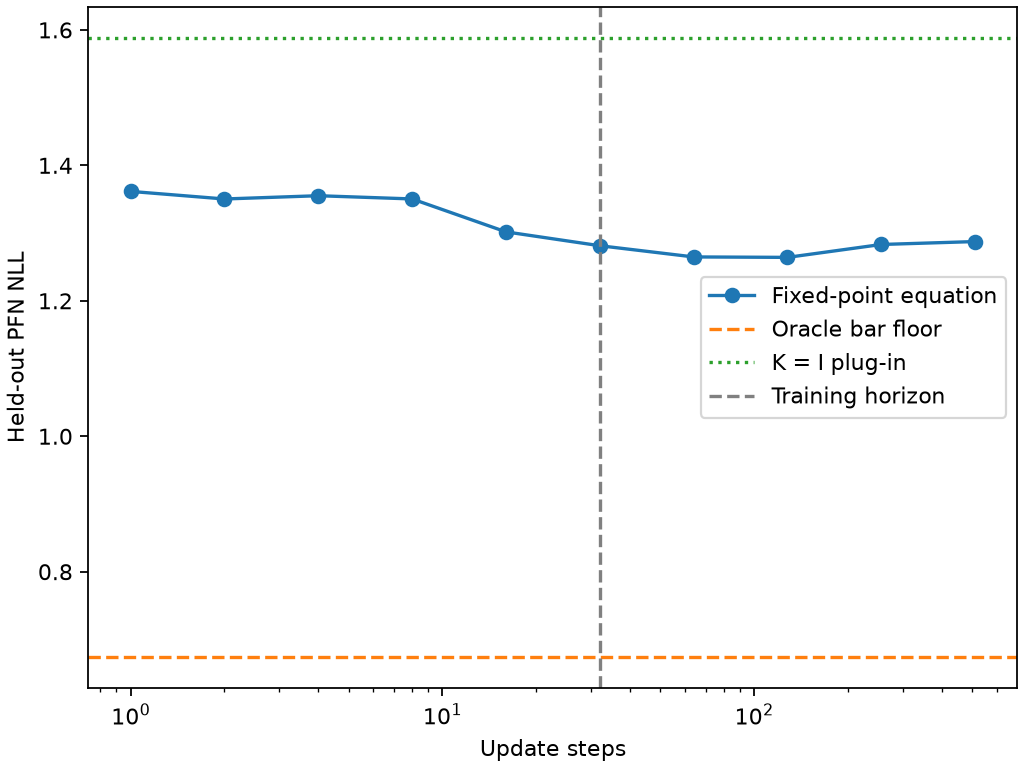 1.6
1.4
1.2
1.0
0.8
Held-out PFN NLL
Fixed-point equation
Oracle bar floor
K = I plug-in
Training horizon
10⁰
10¹
10²
Update steps